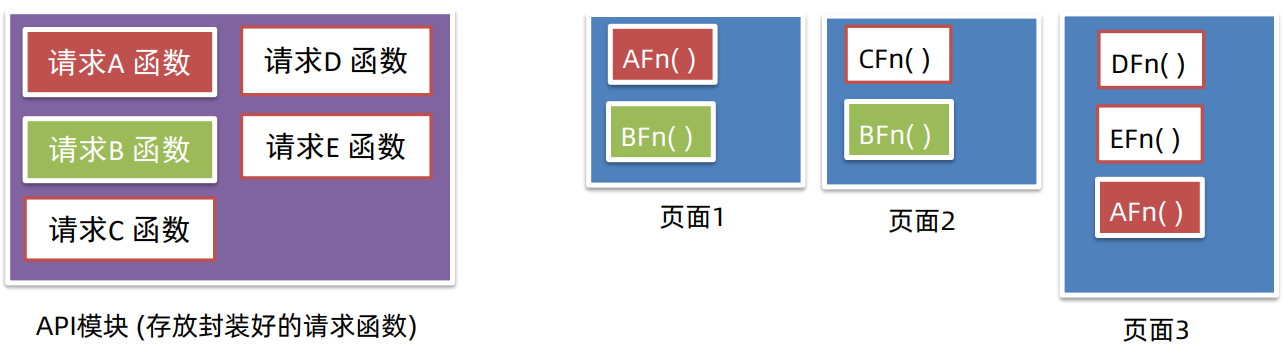 请求A 函数
请求D 函数
请求B 函数
请求E 函数
请求C 函数
API模块 (存放封装好的请求函数)
AFn( )
BFn( )
页面1
CFn( )
BFn( )
页面2
DFn( )
EFn( )
AFn( )
页面3